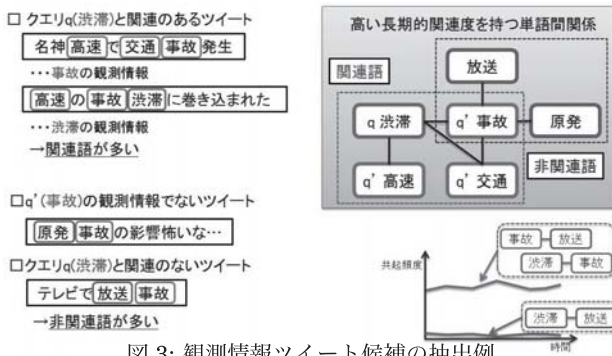 □ クエリq(渋滞)と関連のあるツイート
名神高速で交通事故発生
・・・事故の観測情報
高速の事故渋滞に巻き込まれた
・・・渋滞の観測情報
→関連語が多い
□q'(事故)の観測情報でないツイート
原発事故の影響怖いな…
□クエリq(渋滞)と関連のないツイート
テレビで放送事故
→非関連語が多い
高い長期的関連度を持つ単語間関係
関連語
放送
q 渋滞
q' 事故
原発
非関連語
q' 高速
q' 交通
共起頻度
事故
放送
渋滞
事故
渋滞
放送
時間
図 3: 観測情報ツイート候補の抽出例